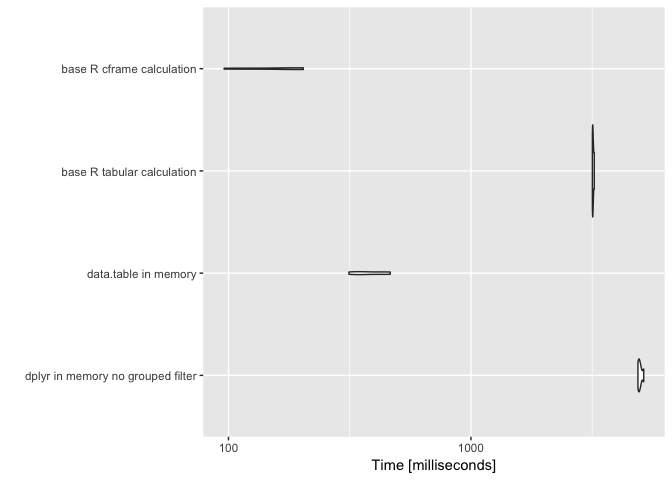 base R cframe calculation
base R tabular calculation
data.table in memory
dplyr in memory no grouped filter
100 1000
Time [milliseconds]